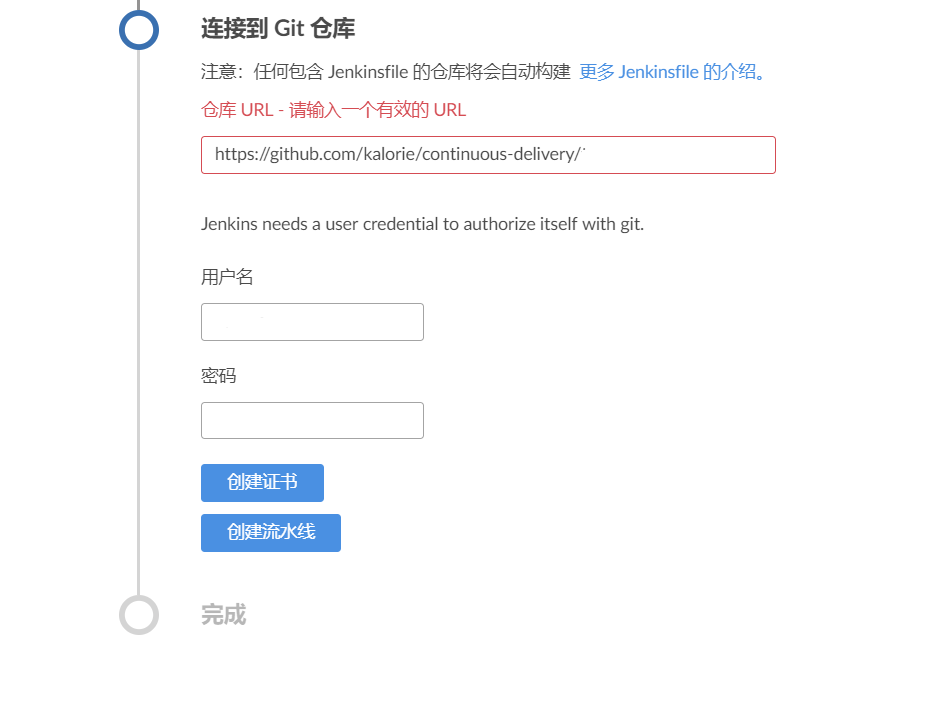 连接到 Git 仓库
注意：任何包含 Jenkinsfile 的仓库将会自动构建 更多 Jenkinsfile 的介绍。
仓库 URL - 请输入一个有效的 URL
https://github.com/kalorie/continuous-delivery/
Jenkins needs a user credential to authorize itself with git.
用户名
密码
创建证书
创建流水线
完成